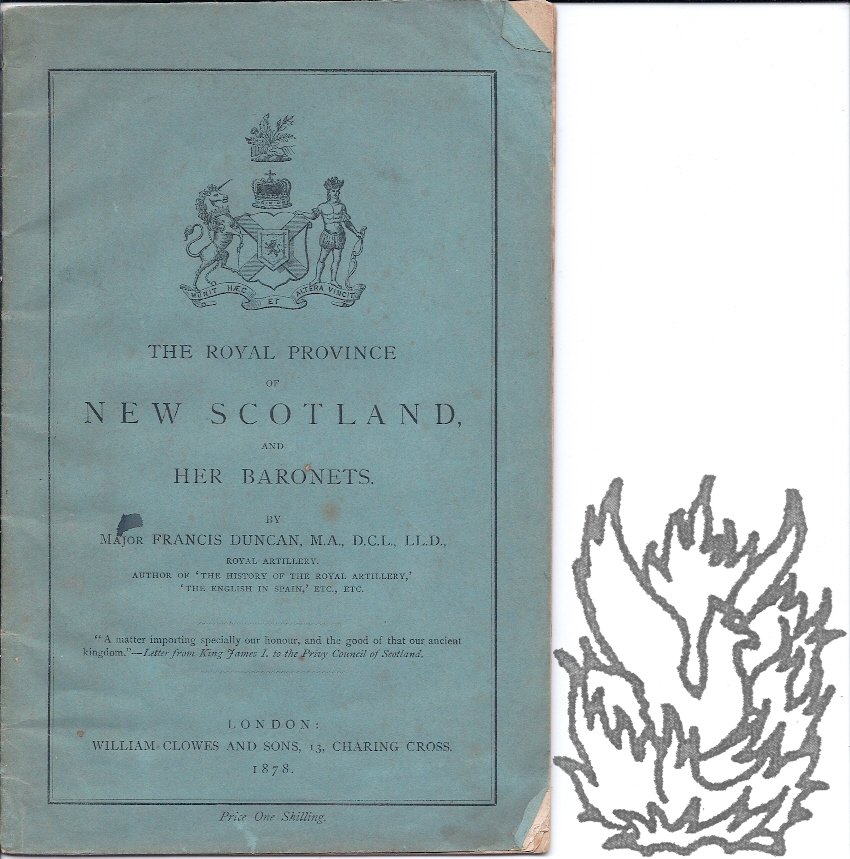 MUNIT HÆC ET ALTERA VINCIT
THE ROYAL PROVINCE
OF
NEW SCOTLAND,
AND
HER BARONETS.
BY
MAJOR FRANCIS DUNCAN, M.A., D.C.L., LL.D.,
ROYAL ARTILLERY.
AUTHOR OF 'THE HISTORY OF THE ROYAL ARTILLERY,'
'THE ENGLISH IN SPAIN,' ETC., ETC.
"A matter importing specially our honour, and the good of that our ancient
kingdom."—Letter from King James I. to the Privy Council of Scotland.
LONDON:
WILLIAM CLOWES AND SONS, 13, CHARING CROSS.
1878.
Price One Shilling.